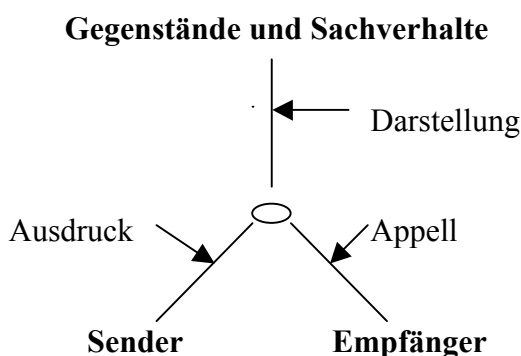 Gegenstände und Sachverhalte
Darstellung
Ausdruck
Appell
Sender
Empfänger